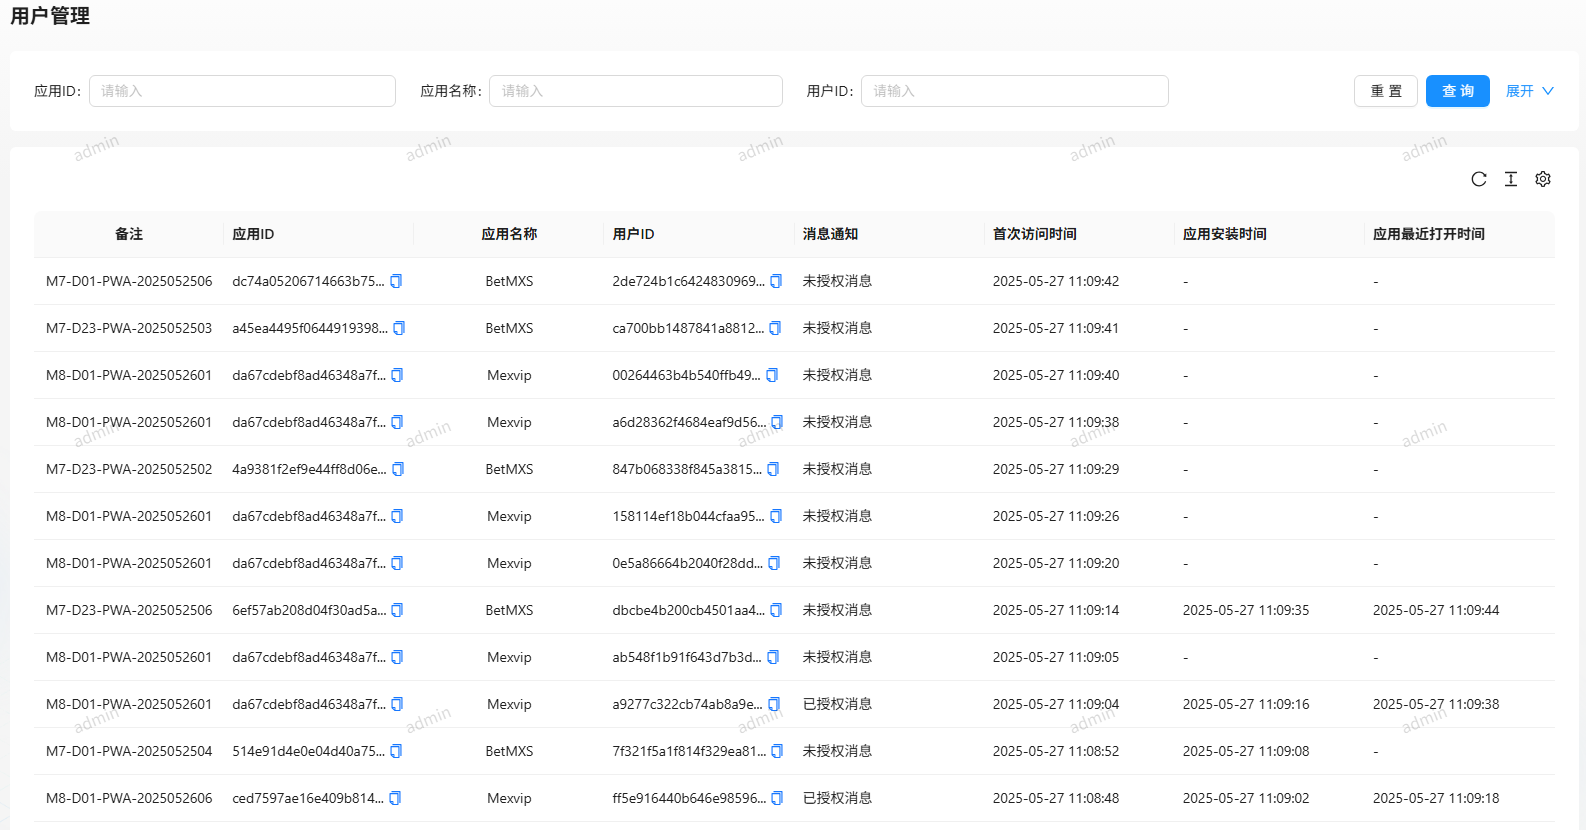 用户管理
应用ID: 请输入 应用名称: 请输入 用户ID: 请输入 重 置 查 询 展开
admin admin admin admin admin
备注 应用ID 应用名称 用户ID 消息通知 首次访问时间 应用安装时间 应用最近打开时间
M7-D01-PWA-2025052506 dc74a05206714663b75... BetMXS 2de724b1c6424830969... 未授权消息 2025-05-27 11:09:42 - -
M7-D23-PWA-2025052503 a45ea4495f0644919398... BetMXS ca700bb1487841a8812... 未授权消息 2025-05-27 11:09:41 - -
M8-D01-PWA-2025052601 da67cdebf8ad46348a7f... Mexvip 00264463b4b540ffb49... 未授权消息 2025-05-27 11:09:40 - -
M8-D01-PWA-2025052601 da67cdebf8ad46348a7f... Mexvip a6d28362f4684eaf9d56... 未授权消息 2025-05-27 11:09:38 - -
admin admin admin admin admin
M7-D23-PWA-2025052502 4a9381f2ef9e44ff8d06e... BetMXS 847b068338f845a3815... 未授权消息 2025-05-27 11:09:29 - -
M8-D01-PWA-2025052601 da67cdebf8ad46348a7f... Mexvip 158114ef18b044cfaa95... 未授权消息 2025-05-27 11:09:26 - -
M8-D01-PWA-2025052601 da67cdebf8ad46348a7f... Mexvip 0e5a86664b2040f28dd... 未授权消息 2025-05-27 11:09:20 - -
M7-D23-PWA-2025052506 6ef57ab208d04f30ad5a... BetMXS dbcbe4b200cb4501aa4... 未授权消息 2025-05-27 11:09:14 2025-05-27 11:09:35 2025-05-27 11:09:44
M8-D01-PWA-2025052601 da67cdebf8ad46348a7f... Mexvip ab548f1b91f643d7b3d... 未授权消息 2025-05-27 11:09:05 - -
M8-D01-PWA-2025052601 da67cdebf8ad46348a7f... Mexvip a9277c322cb74ab8a9e... 已授权消息 2025-05-27 11:09:04 2025-05-27 11:09:16 2025-05-27 11:09:38
admin admin admin admin admin
M7-D01-PWA-2025052504 514e91d4e0e04d40a75... BetMXS 7f321f5a1f814f329ea81... 未授权消息 2025-05-27 11:08:52 2025-05-27 11:09:08 -
M8-D01-PWA-2025052606 ced7597ae16e409b814... Mexvip ff5e916440b646e98596... 已授权消息 2025-05-27 11:08:48 2025-05-27 11:09:02 2025-05-27 11:09:18